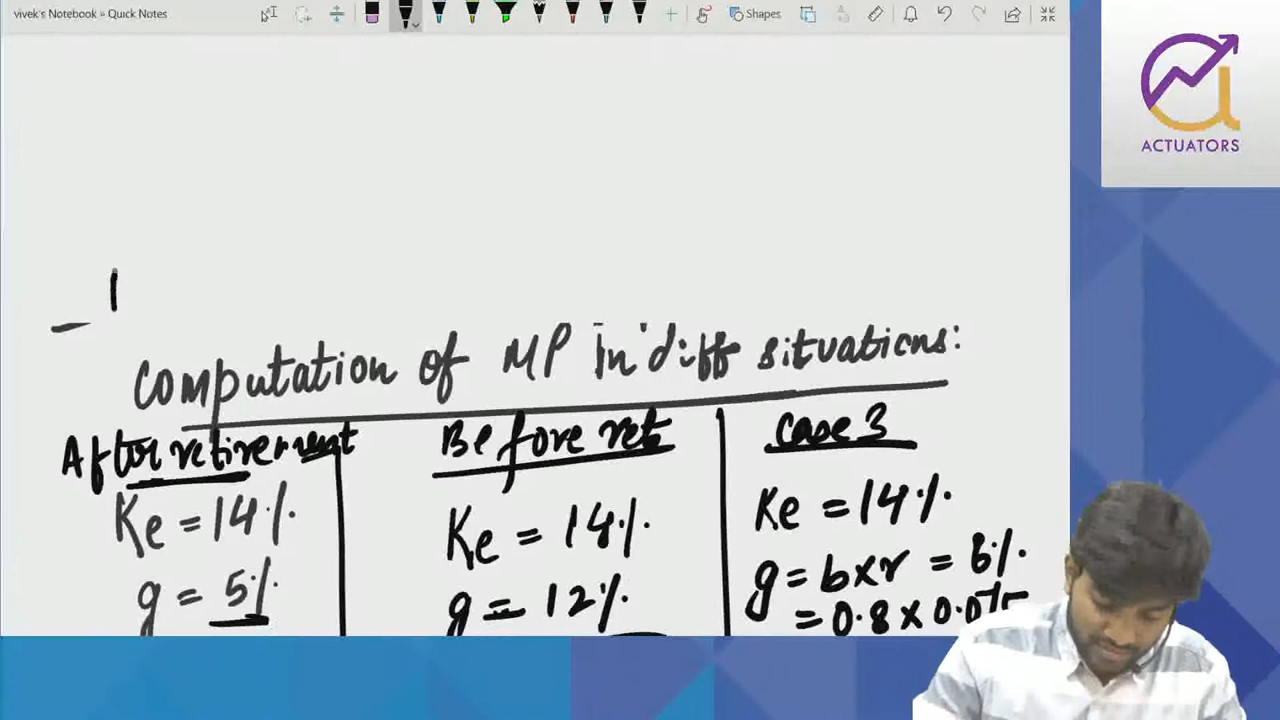 vivek's Notebook » Quick Notes
Shapes
ACTUATORS
Computation of MP in diff situations:
After retirement
Ke = 14%.
g = 5%.
Before ret
Ke = 14%.
g = 12%.
case 3
Ke = 14%.
g = b×r = 6%.
= 0.8 × 0.075